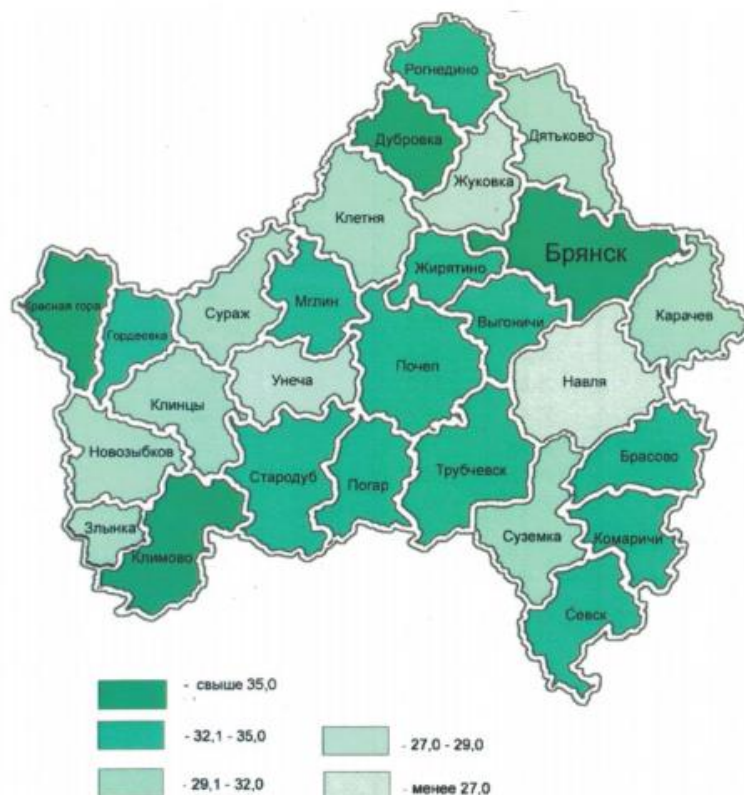 Рогнедино
Дубровка
Дятьково
Жуковка
Клетня
Брянск
Жирятино
Красная гора
Мглин
Гордеевка
Сураж
Выгоничи
Карачев
Почеп
Унеча
Навля
Клинцы
Новозыбков
Стародуб
Погар
Трубчевск
Брасово
Злынка
Суземка
Комаричи
Климово
Севск
- свыше 35,0
- 32,1 - 35,0
- 27,0 - 29,0
- 29,1 - 32,0
- менее 27,0